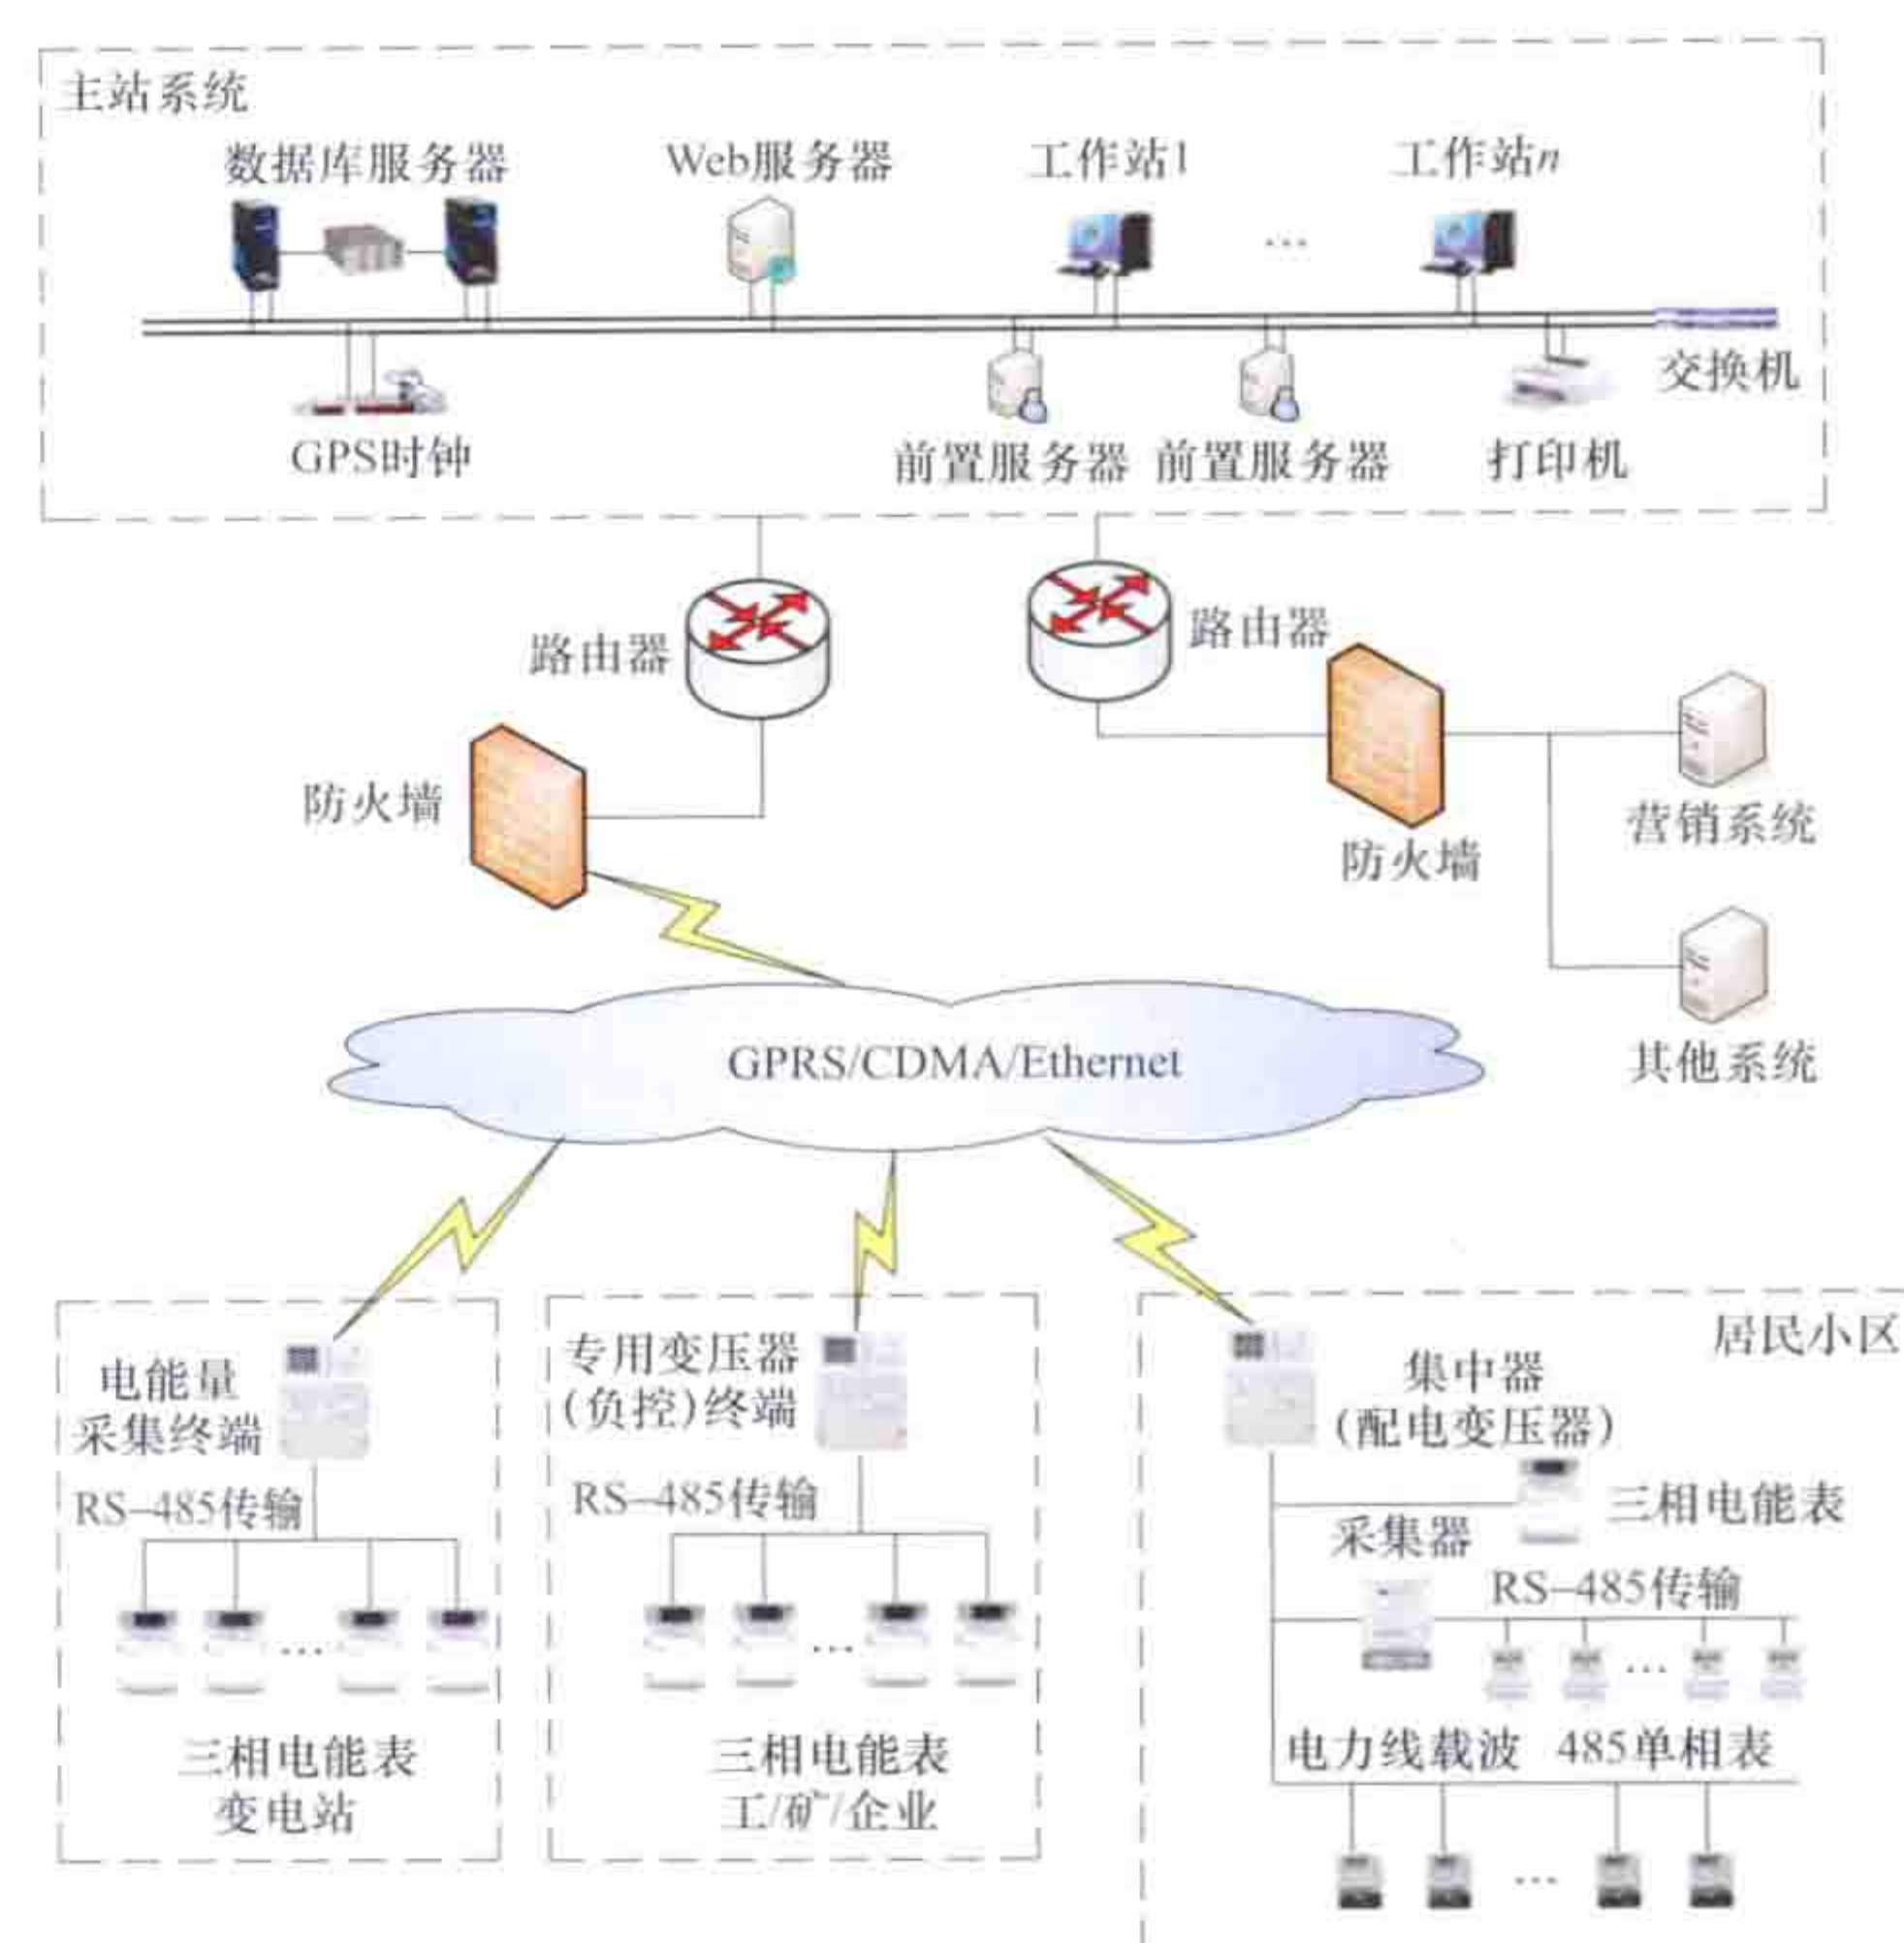 主站系统
数据库服务器
Web服务器
工作站1
…
工作站n
交换机
GPS时钟
前置服务器
前置服务器
打印机
路由器
路由器
防火墙
防火墙
营销系统
其他系统
GPRS/CDMA/Ethernet
电能量
采集终端
RS-485传输
…
三相电能表
变电站
专用变压器
(负控)终端
RS-485传输
…
三相电能表
工/矿/企业
居民小区
集中器
(配电变压器)
三相电能表
采集器
RS-485传输
…
电力线载波
485单相表
…